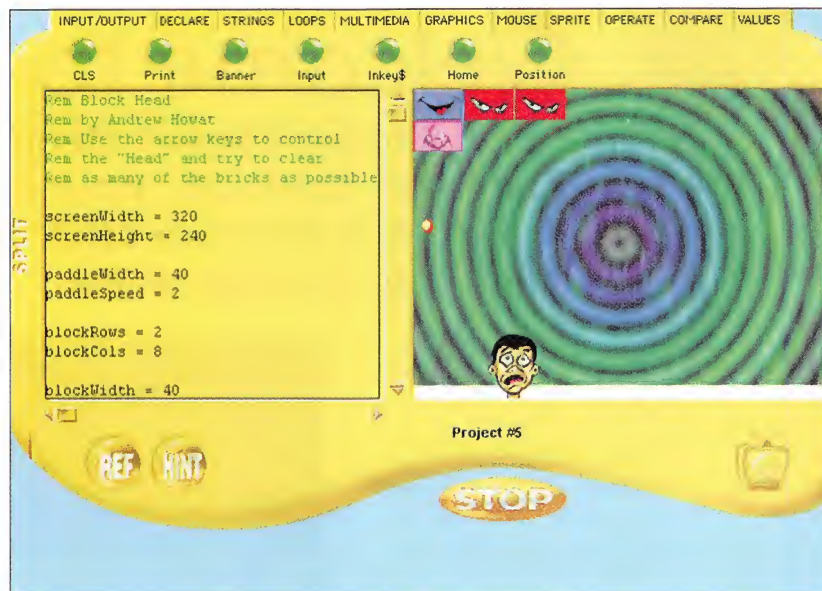 INPUT/OUTPUT DECLARE STRINGS LOOPS MULTIMEDIA GRAPHICS MOUSE SPRITE OPERATE COMPARE VALUES
CLS Print Banner Input Inkey$ Home Position
Rem Block Head
Rem by Andrew Howat
Rem Use the arrow keys to control
Rem the "Head" and try to clear
Rem as many of the bricks as possible
screenWidth = 320
screenHeight = 240
paddleWidth = 40
paddleSpeed = 2
blockRows = 2
blockCols = 8
blockWidth = 40
SPLIT
Project #5
REF HINT
STOP